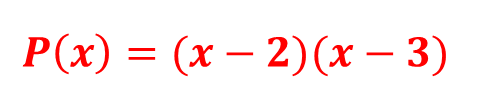 P(x) = (x − 2)(x − 3)